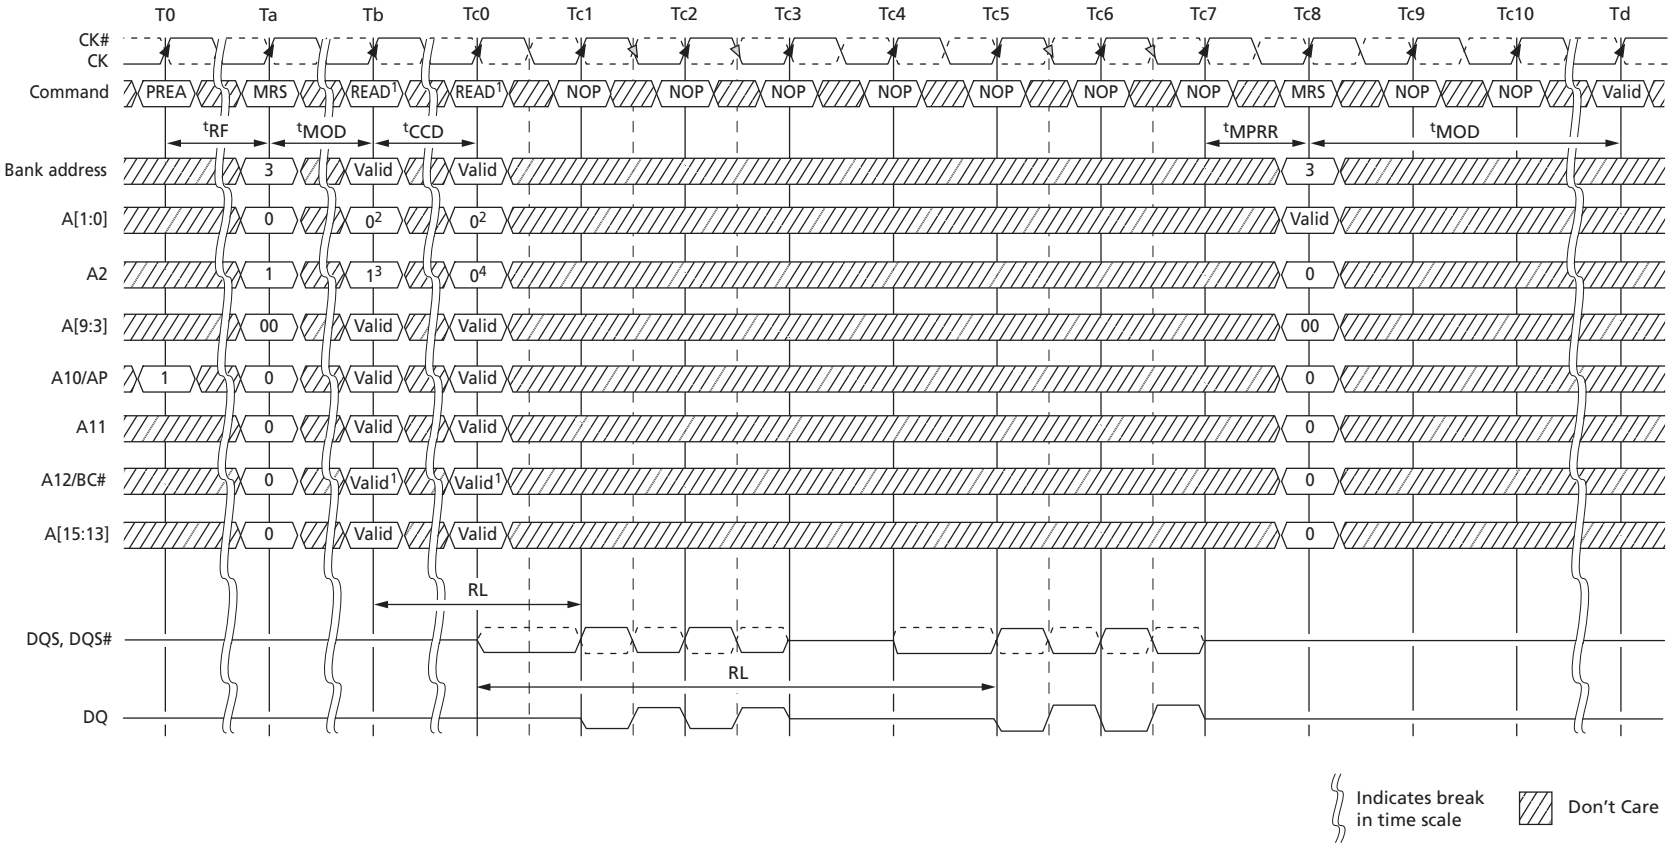 T0 Ta Tb Tc0 Tc1 Tc2 Tc3 Tc4 Tc5 Tc6 Tc7 Tc8 Tc9 Tc10 Td
CK#
CK
Command PREA MRS READ¹ READ¹ NOP NOP NOP NOP NOP NOP NOP MRS NOP NOP Valid
ᵗRF ᵗMOD ᵗCCD ᵗMPRR ᵗMOD
Bank address 3 Valid Valid 3
A[1:0] 0 0² 0² Valid
A2 1 1³ 0⁴ 0
A[9:3] 00 Valid Valid 00
A10/AP 1 0 Valid Valid 0
A11 0 Valid Valid 0
A12/BC# 0 Valid¹ Valid¹ 0
A[15:13] 0 Valid Valid 0
RL
DQS, DQS#
RL
DQ
Indicates break
in time scale
Don't Care